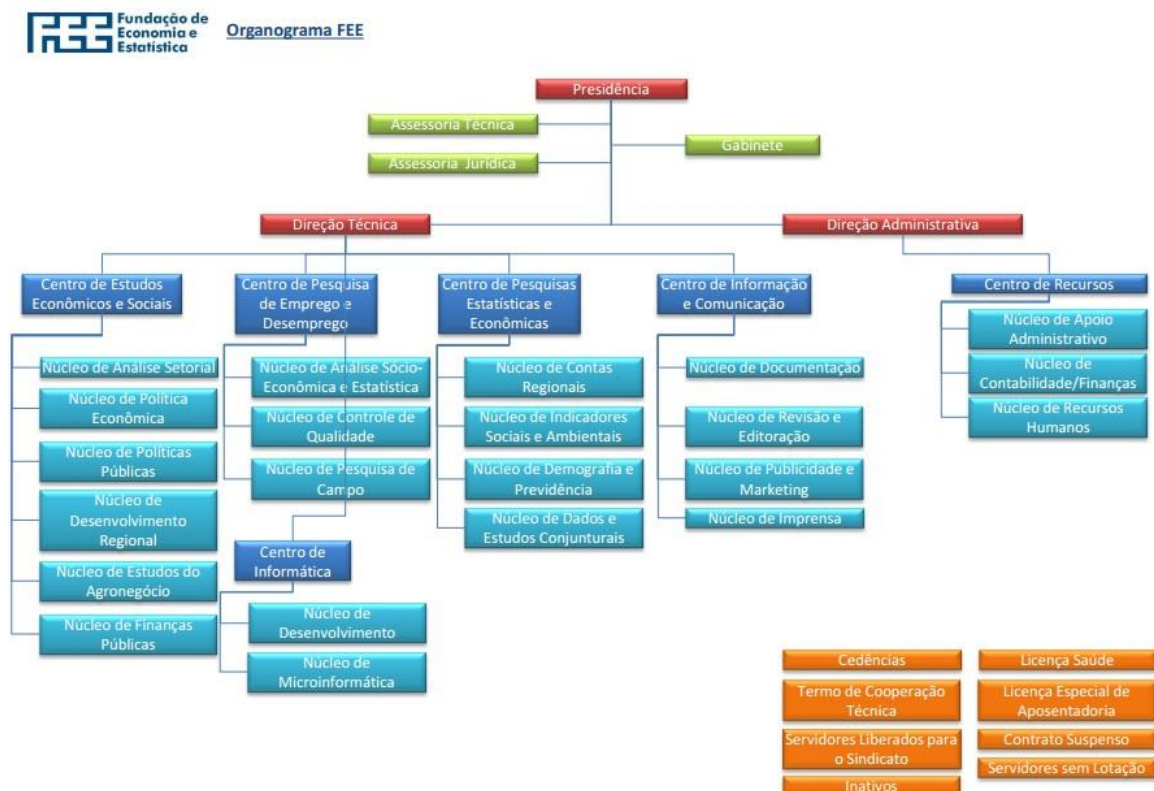 FEE
Fundação de
Economia e
Estatística
Organograma FEE
Presidência
Assessoria Técnica
Gabinete
Assessoria Jurídica
Direção Técnica
Direção Administrativa
Centro de Estudos
Econômicos e Sociais
Núcleo de Análise Setorial
Núcleo de Política
Econômica
Núcleo de Políticas
Públicas
Núcleo de
Desenvolvimento
Regional
Núcleo de Estudos do
Agronegócio
Núcleo de Finanças
Públicas
Centro de Pesquisa
de Emprego e
Desemprego
Núcleo de Análise Sócio-
Econômica e Estatística
Núcleo de Controle de
Qualidade
Núcleo de Pesquisa de
Campo
Centro de
Informática
Núcleo de
Desenvolvimento
Núcleo de
Microinformática
Centro de Pesquisas
Estatísticas e
Econômicas
Núcleo de Contas
Regionais
Núcleo de Indicadores
Sociais e Ambientais
Núcleo de Demografia e
Previdência
Núcleo de Dados e
Estudos Conjunturais
Centro de Informação
e Comunicação
Núcleo de Documentação
Núcleo de Revisão e
Editoração
Núcleo de Publicidade e
Marketing
Núcleo de Imprensa
Centro de Recursos
Núcleo de Apoio
Administrativo
Núcleo de
Contabilidade/Finanças
Núcleo de Recursos
Humanos
Cedências
Termo de Cooperação
Técnica
Servidores Liberados para
o Sindicato
Inativos
Licença Saúde
Licença Especial de
Aposentadoria
Contrato Suspenso
Servidores sem Lotação